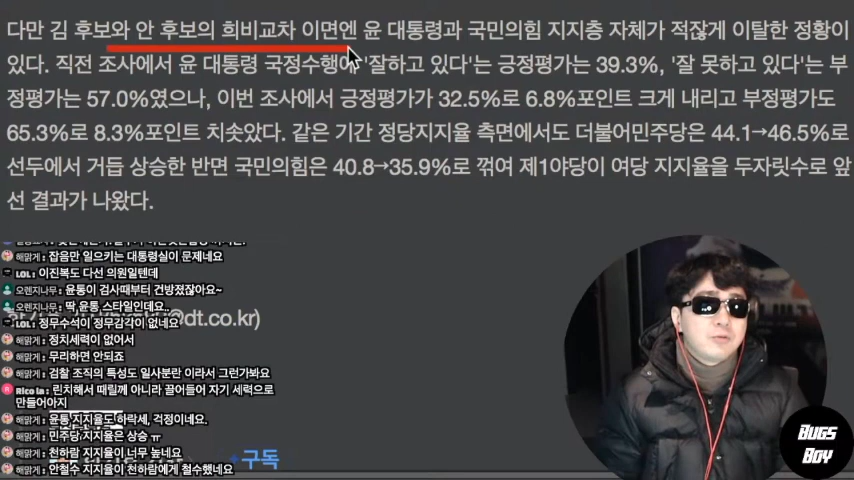 다만 김 후보와 안 후보의 희비교차 이면엔 윤 대통령과 국민의힘 지지층 자체가 적잖게 이탈한 정황이
있다. 직전 조사에서 윤 대통령 국정수행에 '잘하고 있다'는 긍정평가는 39.3%, '잘 못하고 있다'는 부
정평가는 57.0%였으나, 이번 조사에서 긍정평가가 32.5%로 6.8%포인트 크게 내리고 부정평가도
65.3%로 8.3%포인트 치솟았다. 같은 기간 정당지지율 측면에서도 더불어민주당은 44.1→46.5%로
선두에서 거듭 상승한 반면 국민의힘은 40.8→35.9%로 꺾여 제1야당이 여당 지지율을 두자릿수로 앞
선 결과가 나왔다.
해맑게 : 잡음만 일으키는 대통령실이 문제네요
LOL : 이진복도 다선 의원일텐데
오렌지나무 : 윤통이 검사때부터 건방졌잖아요~
오렌지나무 : 딱,윤통 스타일인데요..
LOL : 정무수석이 정무감각이 없네요
@dt.co.kr)
해맑게 : 정치세력이 없어서
해맑게 : 무리하면 안되죠
해맑게 : 검찰 조직의 특성도 일사분란 이라서 그런가봐요
Rico la : 린치해서 때릴께 아니라 끌어들어 자기 세력으로
만들어야지
해맑게 : 윤통 지지율도 하락세, 걱정이네요.
해맑게 : 민주당 지지율은 상승 ㅠ
해맑게 : 천하람 지지율이 너무 높네요
해맑게 : 안철수 지지율이 천하람에게 철수했네요
+구독
BUGS
BOY